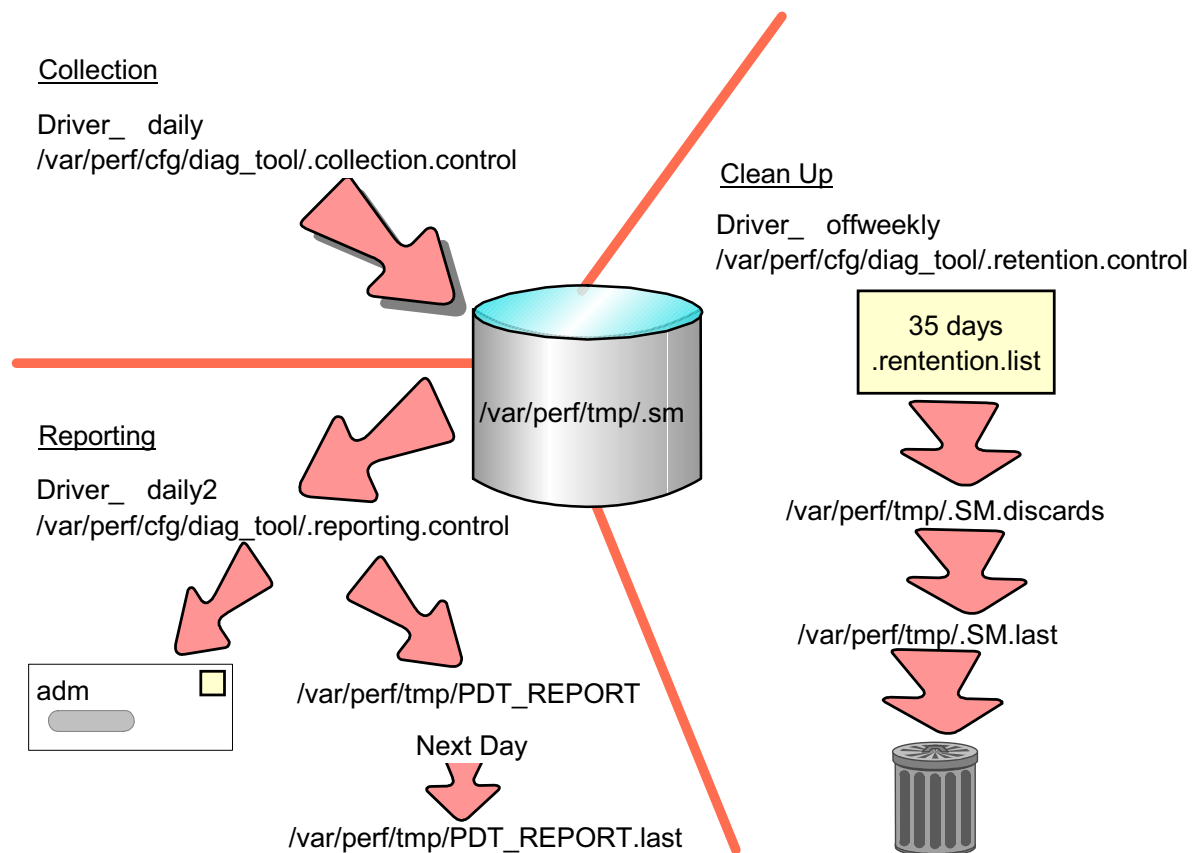 Collection
Driver_ daily
/var/perf/cfg/diag_tool/.collection.control
Clean Up
Driver_ offweekly
/var/perf/cfg/diag_tool/.retention.control
35 days
.rentention.list
/var/perf/tmp/.sm
Reporting
Driver_ daily2
/var/perf/cfg/diag_tool/.reporting.control
/var/perf/tmp/.SM.discards
/var/perf/tmp/.SM.last
adm
/var/perf/tmp/PDT_REPORT
Next Day
/var/perf/tmp/PDT_REPORT.last